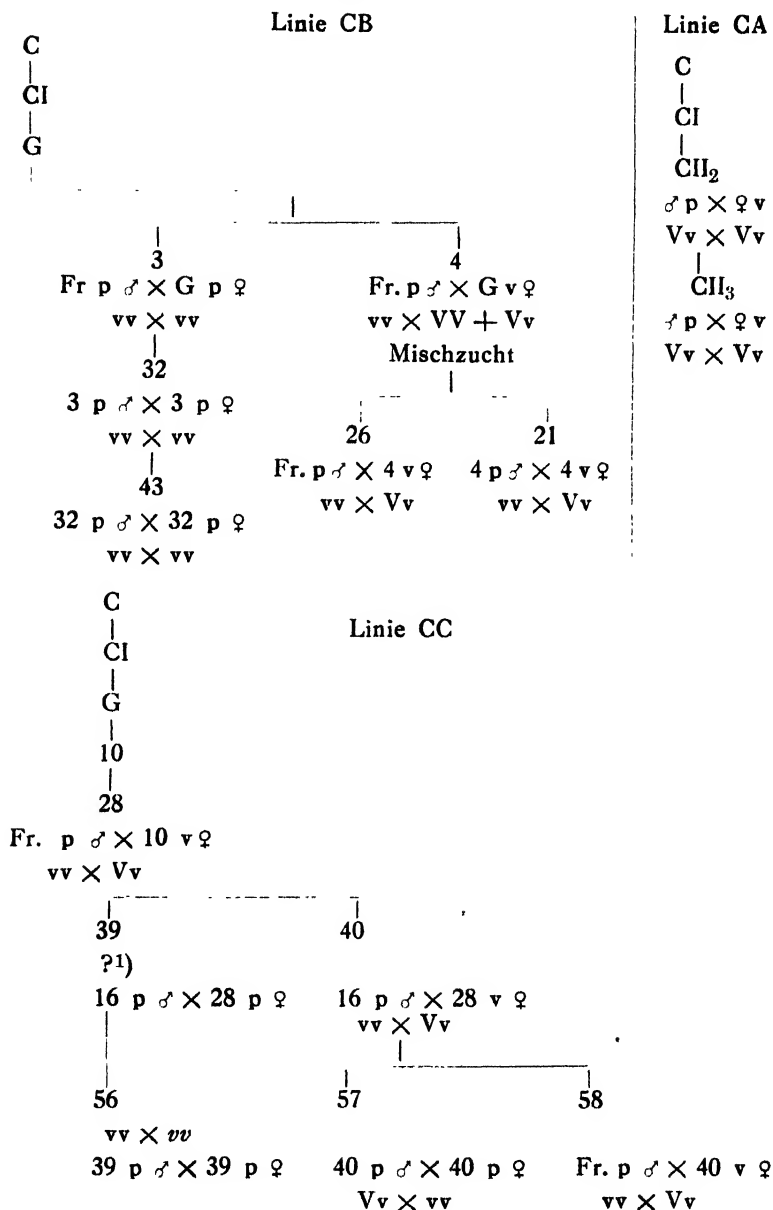 Linie CB
C
CI
G
3 4
Fr p ♂ × G p ♀ Fr. p ♂ × G v ♀
vv × vv vv × VV + Vv
Mischzucht
32
3 p ♂ × 3 p ♀
vv × vv
26 21
Fr. p ♂ × 4 v ♀ 4 p ♂ × 4 v ♀
vv × Vv vv × Vv
43
32 p ♂ × 32 p ♀
vv × vv
Linie CA
C
CI
CII₂
♂ p × ♀ v
Vv × Vv
CII₃
♂ p × ♀ v
Vv × Vv
Linie CC
C
CI
G
10
28
Fr. p ♂ × 10 v ♀
vv × Vv
39 40
?¹)
16 p ♂ × 28 p ♀ 16 p ♂ × 28 v ♀
vv × Vv
56 57 58
vv × vv
39 p ♂ × 39 p ♀ 40 p ♂ × 40 p ♀ Fr. p ♂ × 40 v ♀
Vv × vv vv × Vv